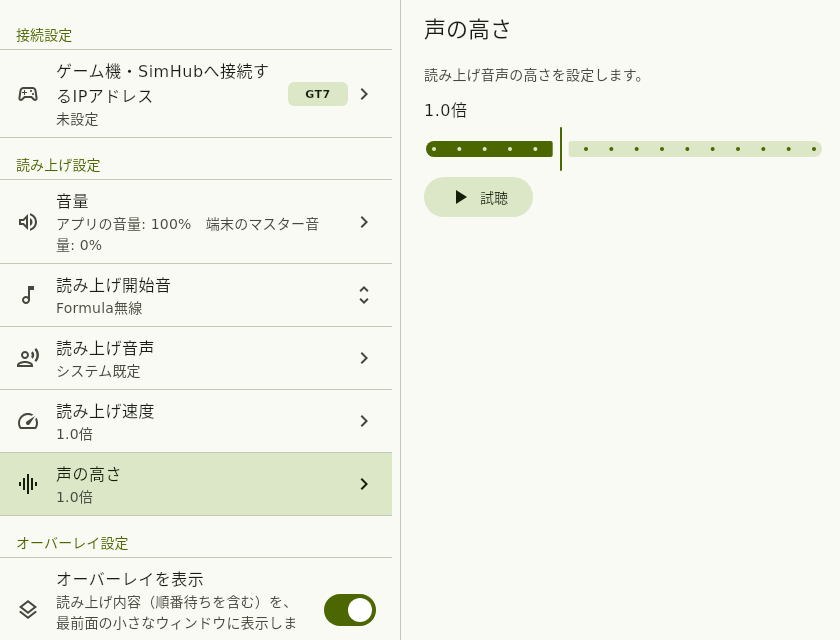 接続設定
ゲーム機・SimHubへ接続す
るIPアドレス
未設定
GT7
読み上げ設定
音量
アプリの音量: 100%　端末のマスター音
量: 0%
読み上げ開始音
Formula無線
読み上げ音声
システム既定
読み上げ速度
1.0倍
声の高さ
1.0倍
オーバーレイ設定
オーバーレイを表示
読み上げ内容（順番待ちを含む）を、
最前面の小さなウィンドウに表示しま
声の高さ
読み上げ音声の高さを設定します。
1.0倍
試聴